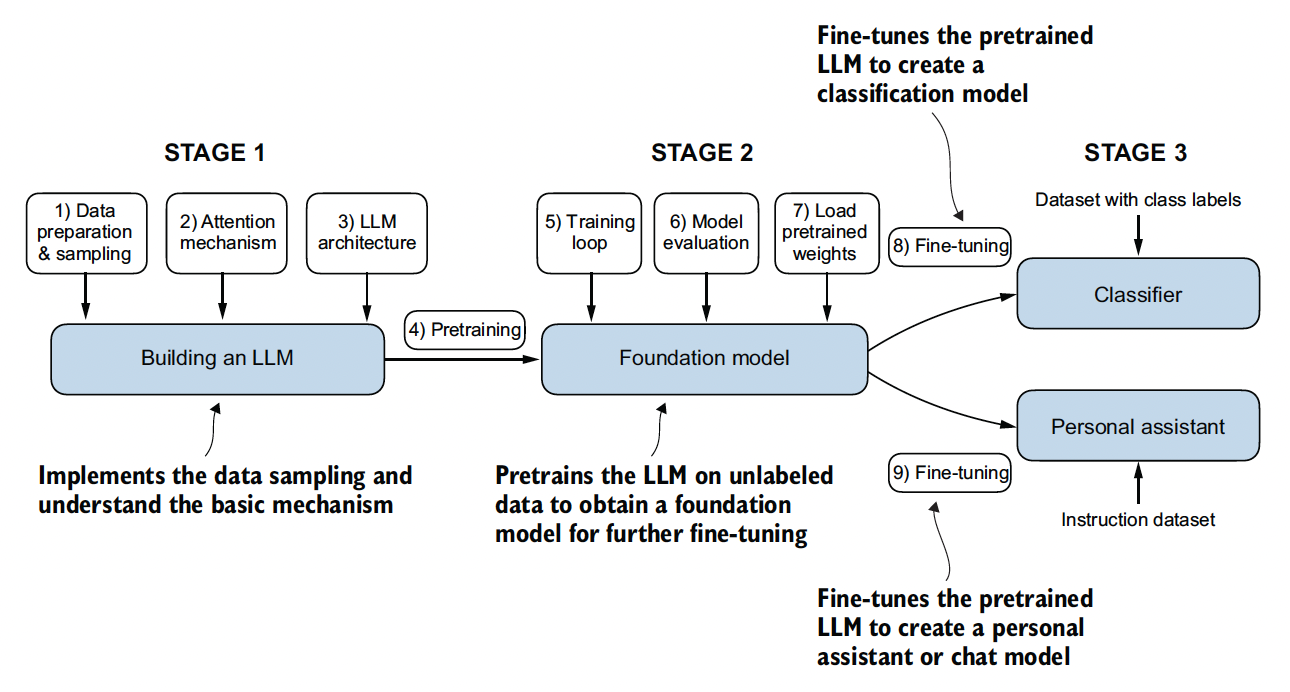 Fine-tunes the pretrained
LLM to create a
classification model
STAGE 1
STAGE 2
STAGE 3
1) Data
preparation
& sampling
2) Attention
mechanism
3) LLM
architecture
5) Training
loop
6) Model
evaluation
7) Load
pretrained
weights
8) Fine-tuning
Dataset with class labels
4) Pretraining
Building an LLM
Foundation model
Classifier
Personal assistant
9) Fine-tuning
Instruction dataset
Implements the data sampling and
understand the basic mechanism
Pretrains the LLM on unlabeled
data to obtain a foundation
model for further fine-tuning
Fine-tunes the pretrained
LLM to create a personal
assistant or chat model